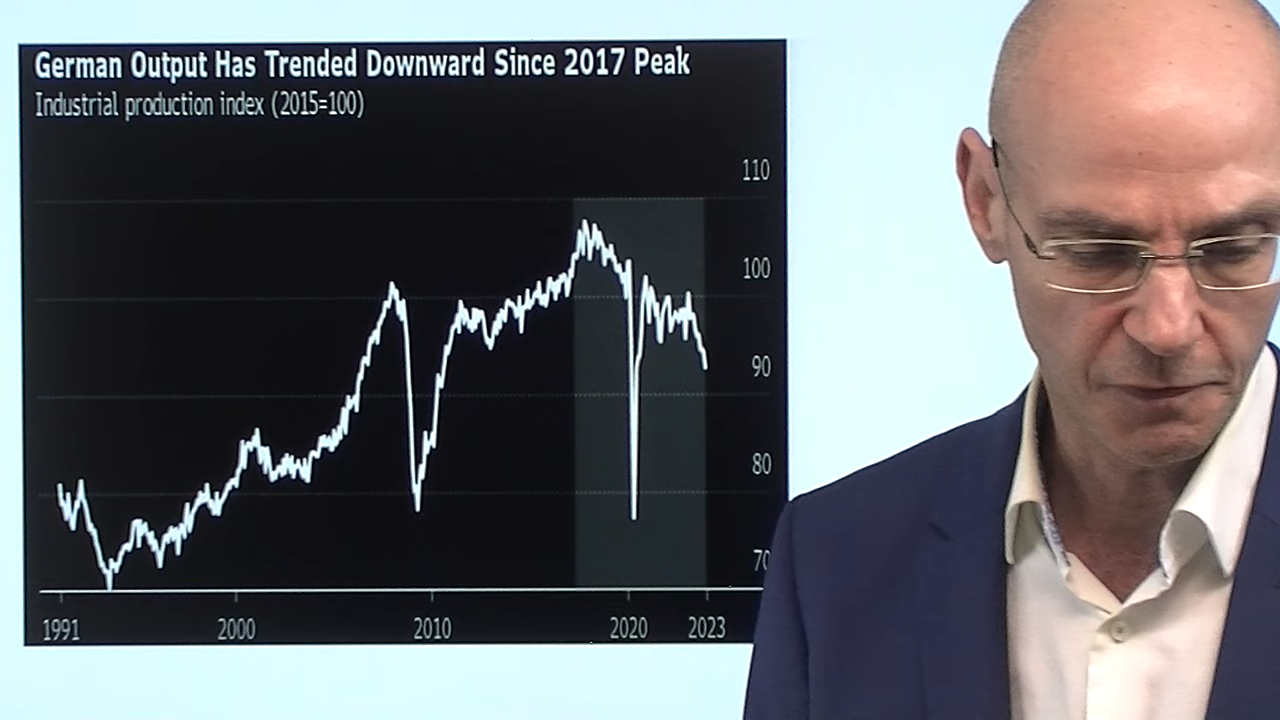 German Output Has Trended Downward Since 2017 Peak
Industrial production index (2015=100)
110
100
90
80
70
1991 2000 2010 2020 2023